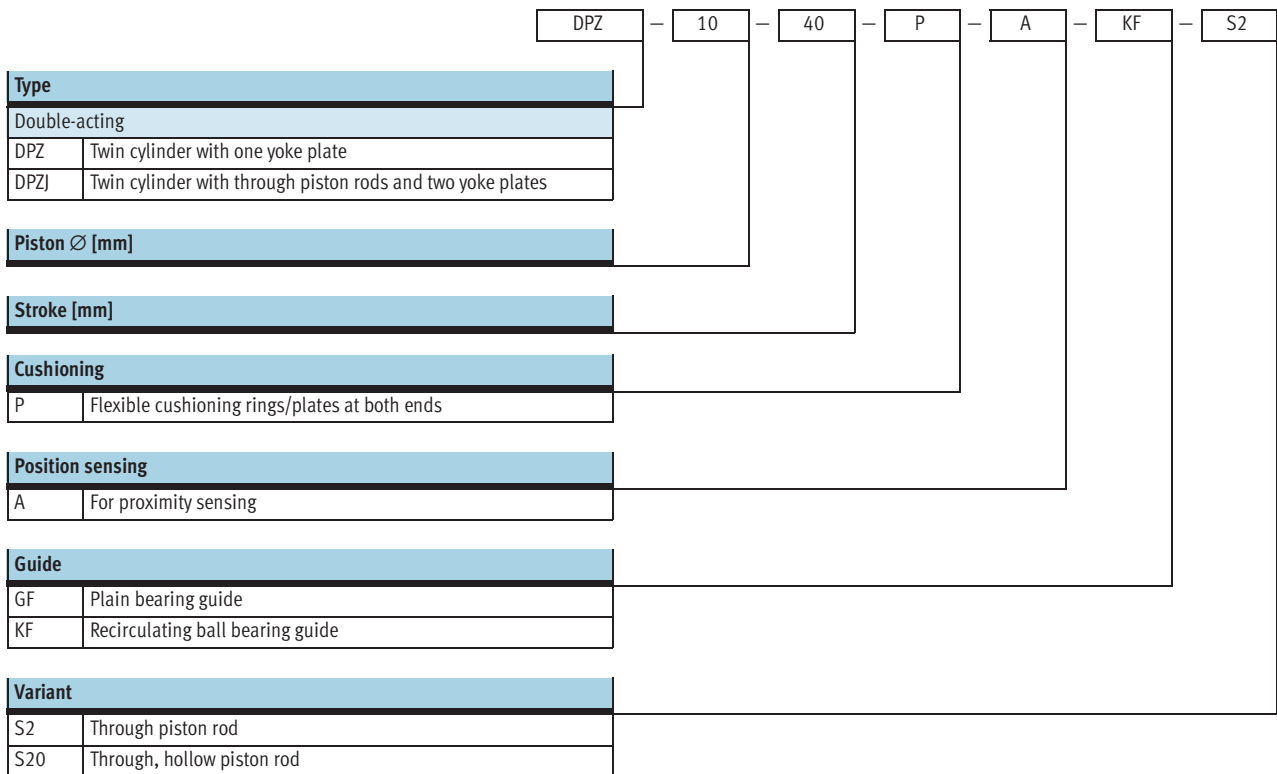 DPZ – 10 – 40 – P – A – KF – S2
Type
Double-acting
DPZ Twin cylinder with one yoke plate
DPZJ Twin cylinder with through piston rods and two yoke plates
Piston ∅ [mm]
Stroke [mm]
Cushioning
P Flexible cushioning rings/plates at both ends
Position sensing
A For proximity sensing
Guide
GF Plain bearing guide
KF Recirculating ball bearing guide
Variant
S2 Through piston rod
S20 Through, hollow piston rod